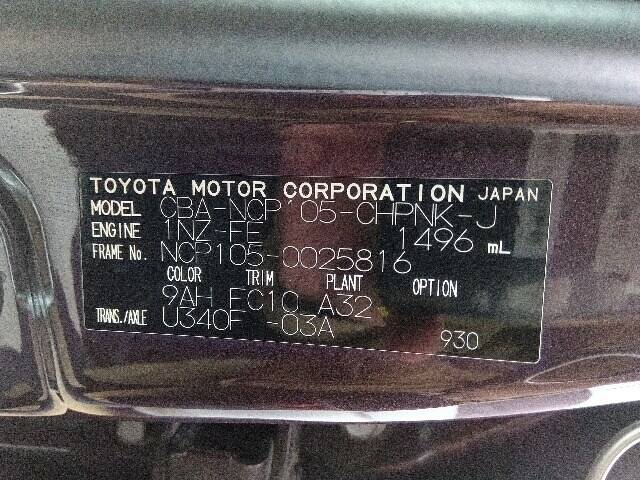 TOYOTA MOTOR CORPORATION JAPAN
MODEL CBA-NCP105-CHPNK-J
ENGINE 1NZ-FE 1496 mL
FRAME No. NCP105-0025816
COLOR TRIM PLANT OPTION
9AH FC10 A32
TRANS./AXLE U340F -03A 930